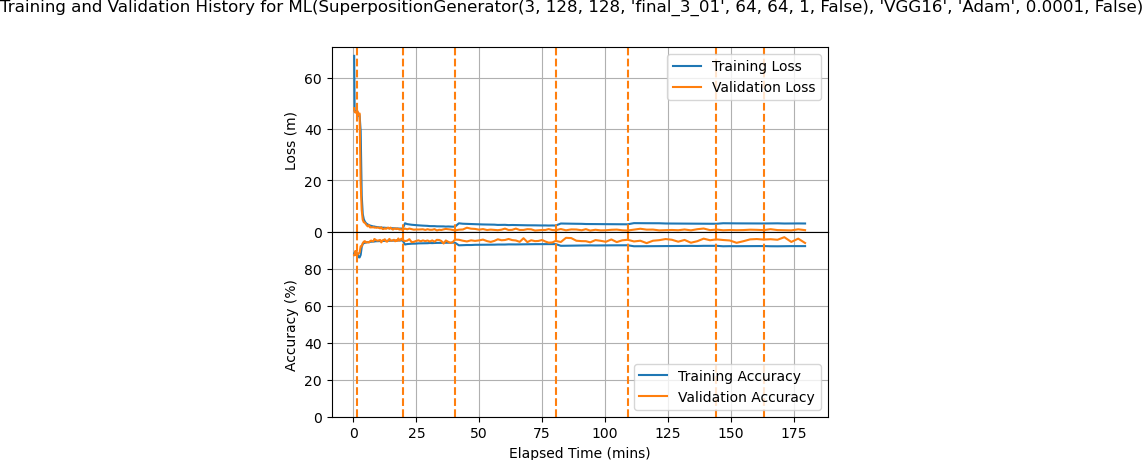 Training and Validation History for ML(SuperpositionGenerator(3, 128, 128, 'final_3_01', 64, 64, 1, False), 'VGG16', 'Adam', 0.0001, False)
Training Loss
Validation Loss
60
40
20
0
Loss (m)
80
60
40
20
0
Accuracy (%)
Training Accuracy
Validation Accuracy
0 25 50 75 100 125 150 175
Elapsed Time (mins)